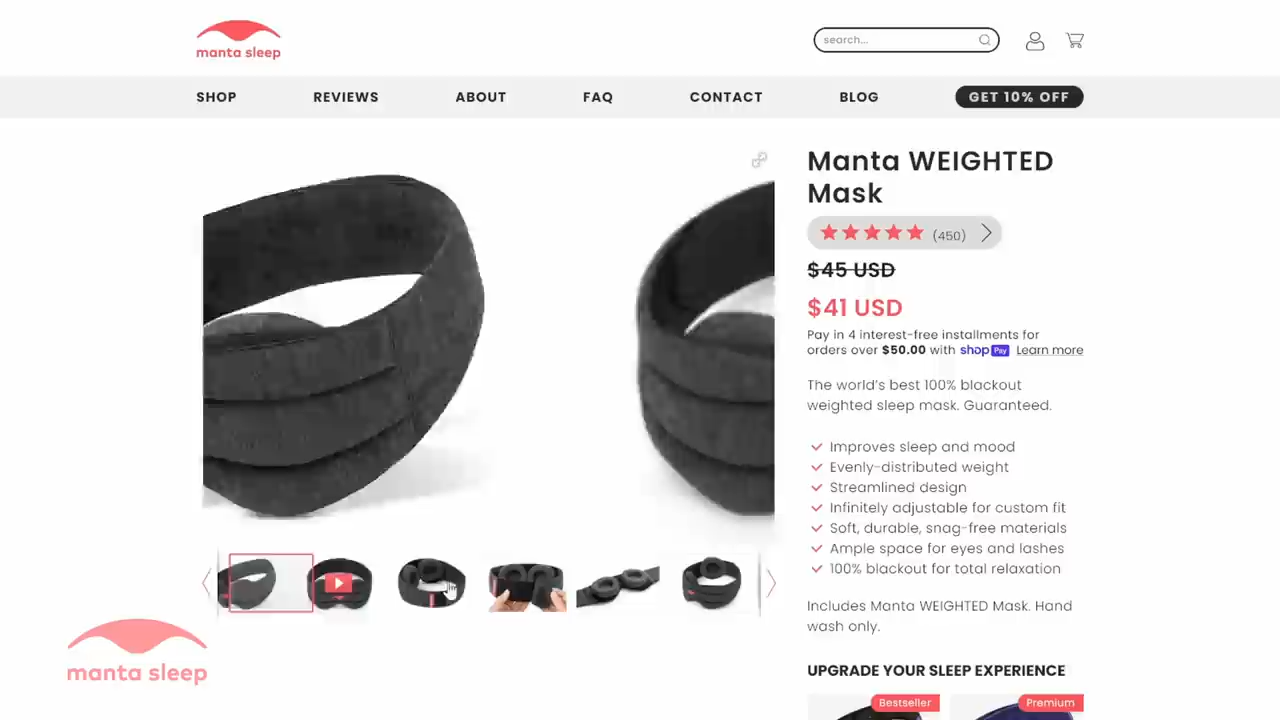 manta sleep
search...
SHOP
REVIEWS
ABOUT
FAQ
CONTACT
BLOG
GET 10% OFF
Manta WEIGHTED
Mask
(450)
$45 USD
$41 USD
Pay in 4 interest-free installments for
orders over $50.00 with shop Pay Learn more
The world's best 100% blackout
weighted sleep mask. Guaranteed.
Improves sleep and mood
Evenly-distributed weight
Streamlined design
Infinitely adjustable for custom fit
Soft, durable, snag-free materials
Ample space for eyes and lashes
100% blackout for total relaxation
Includes Manta WEIGHTED Mask. Hand
wash only.
UPGRADE YOUR SLEEP EXPERIENCE
Bestseller
Premium
manta sleep